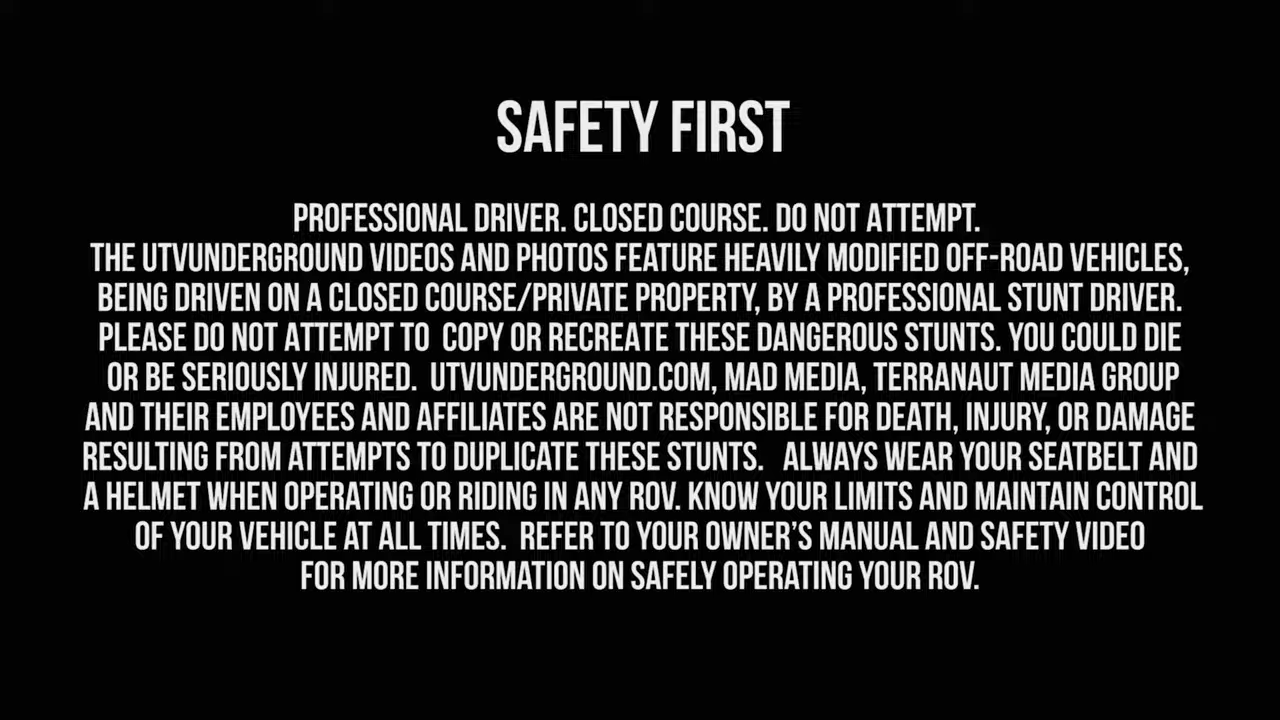 SAFETY FIRST
PROFESSIONAL DRIVER. CLOSED COURSE. DO NOT ATTEMPT.
THE UTVUNDERGROUND VIDEOS AND PHOTOS FEATURE HEAVILY MODIFIED OFF-ROAD VEHICLES,
BEING DRIVEN ON A CLOSED COURSE/PRIVATE PROPERTY, BY A PROFESSIONAL STUNT DRIVER.
PLEASE DO NOT ATTEMPT TO COPY OR RECREATE THESE DANGEROUS STUNTS. YOU COULD DIE
OR BE SERIOUSLY INJURED. UTVUNDERGROUND.COM, MAD MEDIA, TERRANAUT MEDIA GROUP
AND THEIR EMPLOYEES AND AFFILIATES ARE NOT RESPONSIBLE FOR DEATH, INJURY, OR DAMAGE
RESULTING FROM ATTEMPTS TO DUPLICATE THESE STUNTS. ALWAYS WEAR YOUR SEATBELT AND
A HELMET WHEN OPERATING OR RIDING IN ANY ROV. KNOW YOUR LIMITS AND MAINTAIN CONTROL
OF YOUR VEHICLE AT ALL TIMES. REFER TO YOUR OWNER'S MANUAL AND SAFETY VIDEO
FOR MORE INFORMATION ON SAFELY OPERATING YOUR ROV.